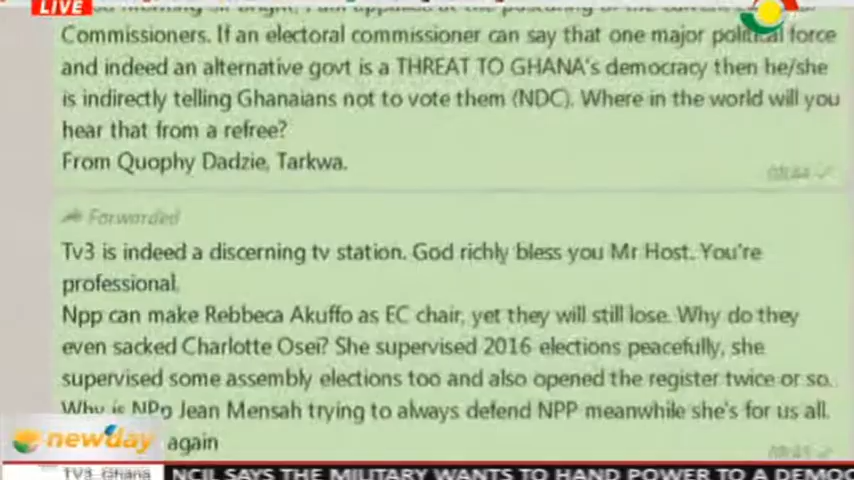 LIVE
Commissioners. If an electoral commissioner can say that one major political force
and indeed an alternative govt is a THREAT TO GHANA's democracy then he/she
is indirectly telling Ghanaians not to vote them (NDC). Where in the world will you
hear that from a refree?
From Quophy Dadzie, Tarkwa.
Forwarded
Tv3 is indeed a discerning tv station. God richly bless you Mr Host. You're
professional.
Npp can make Rebbeca Akuffo as EC chair, yet they will still lose. Why do they
even sacked Charlotte Osei? She supervised 2016 elections peacefully, she
supervised some assembly elections too and also opened the register twice or so.
Why is NPp Jean Mensah trying to always defend NPP meanwhile she's for us all.
newday again
TV3_Ghana NCIL SAYS THE MILITARY WANTS TO HAND POWER TO A DEMOC